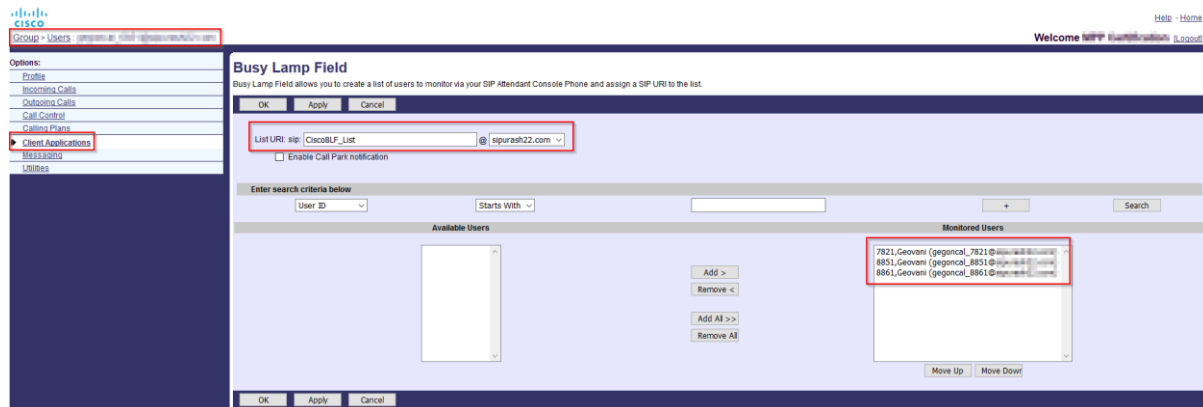 CISCO
Help - Home
Group > Users :
Welcome [Logout]
Options:
Profile
Incoming Calls
Outgoing Calls
Call Control
Calling Plans
Client Applications
Messaging
Utilities
Busy Lamp Field
Busy Lamp Field allows you to create a list of users to monitor via your SIP Attendant Console Phone and assign a SIP URI to the list.
OK Apply Cancel
List URI: sip: CiscoBLF_List @ sipurash22.com
Enable Call Park notification
Enter search criteria below
User ID Starts With + Search
Available Users Monitored Users
7821,Geovani (gegoncal_7821@
8851,Geovani (gegoncal_8851@
8861,Geovani (gegoncal_8861@
Add >
Remove <
Add All >>
Remove All
Move Up Move Down
OK Apply Cancel